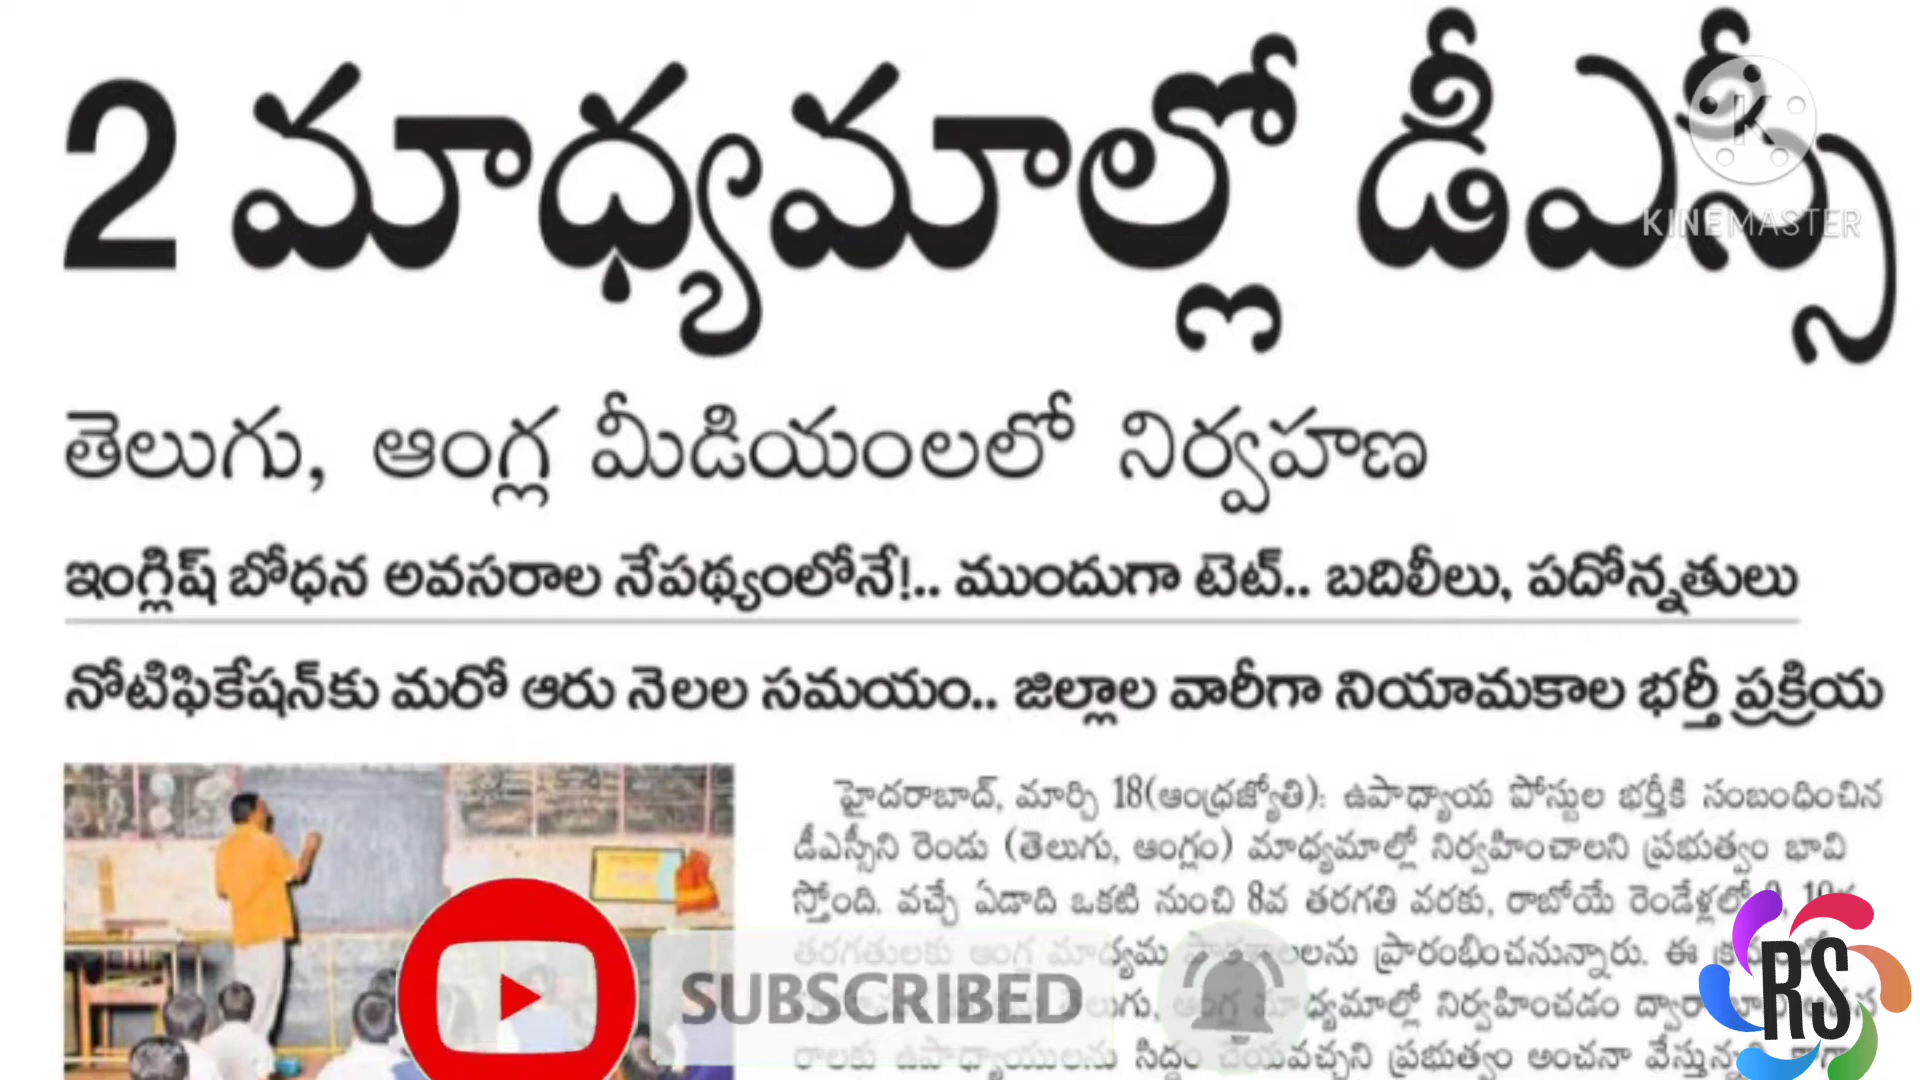 2 మాధ్యమాల్లో డీఎస్సీ
K
KINEMASTER
తెలుగు, ఆంగ్ల మీడియంలలో నిర్వహణ
ఇంగ్లిష్ బోధన అవసరాల నేపథ్యంలోనే!.. ముందుగా టెట్.. బదిలీలు, పదోన్నతులు
నోటిఫికేషన్‌కు మరో ఆరు నెలల సమయం.. జిల్లాల వారీగా నియామకాల భర్తీ ప్రక్రియ
హైదరాబాద్, మార్చి 18(ఆంధ్రజ్యోతి): ఉపాధ్యాయ పోస్టుల భర్తీకి సంబంధించిన
డీఎస్సీని రెండు (తెలుగు, ఆంగ్లం) మాధ్యమాల్లో నిర్వహించాలని ప్రభుత్వం భావి
స్తోంది. వచ్చే ఏడాది ఒకటి నుంచి 8వ తరగతి వరకు, రాబోయే రెండేళ్లలో
తరగతులకు ఆంగ్ల మాధ్యమ పాఠశాలలను ప్రారంభించనున్నారు. ఈ
మాధ్యమాల్లో నిర్వహించడం ద్వారా
రాలకు ఉపాధ్యాయులను సిద్ధం చేయవచ్చని ప్రభుత్వం అంచనా
SUBSCRIBED
RS